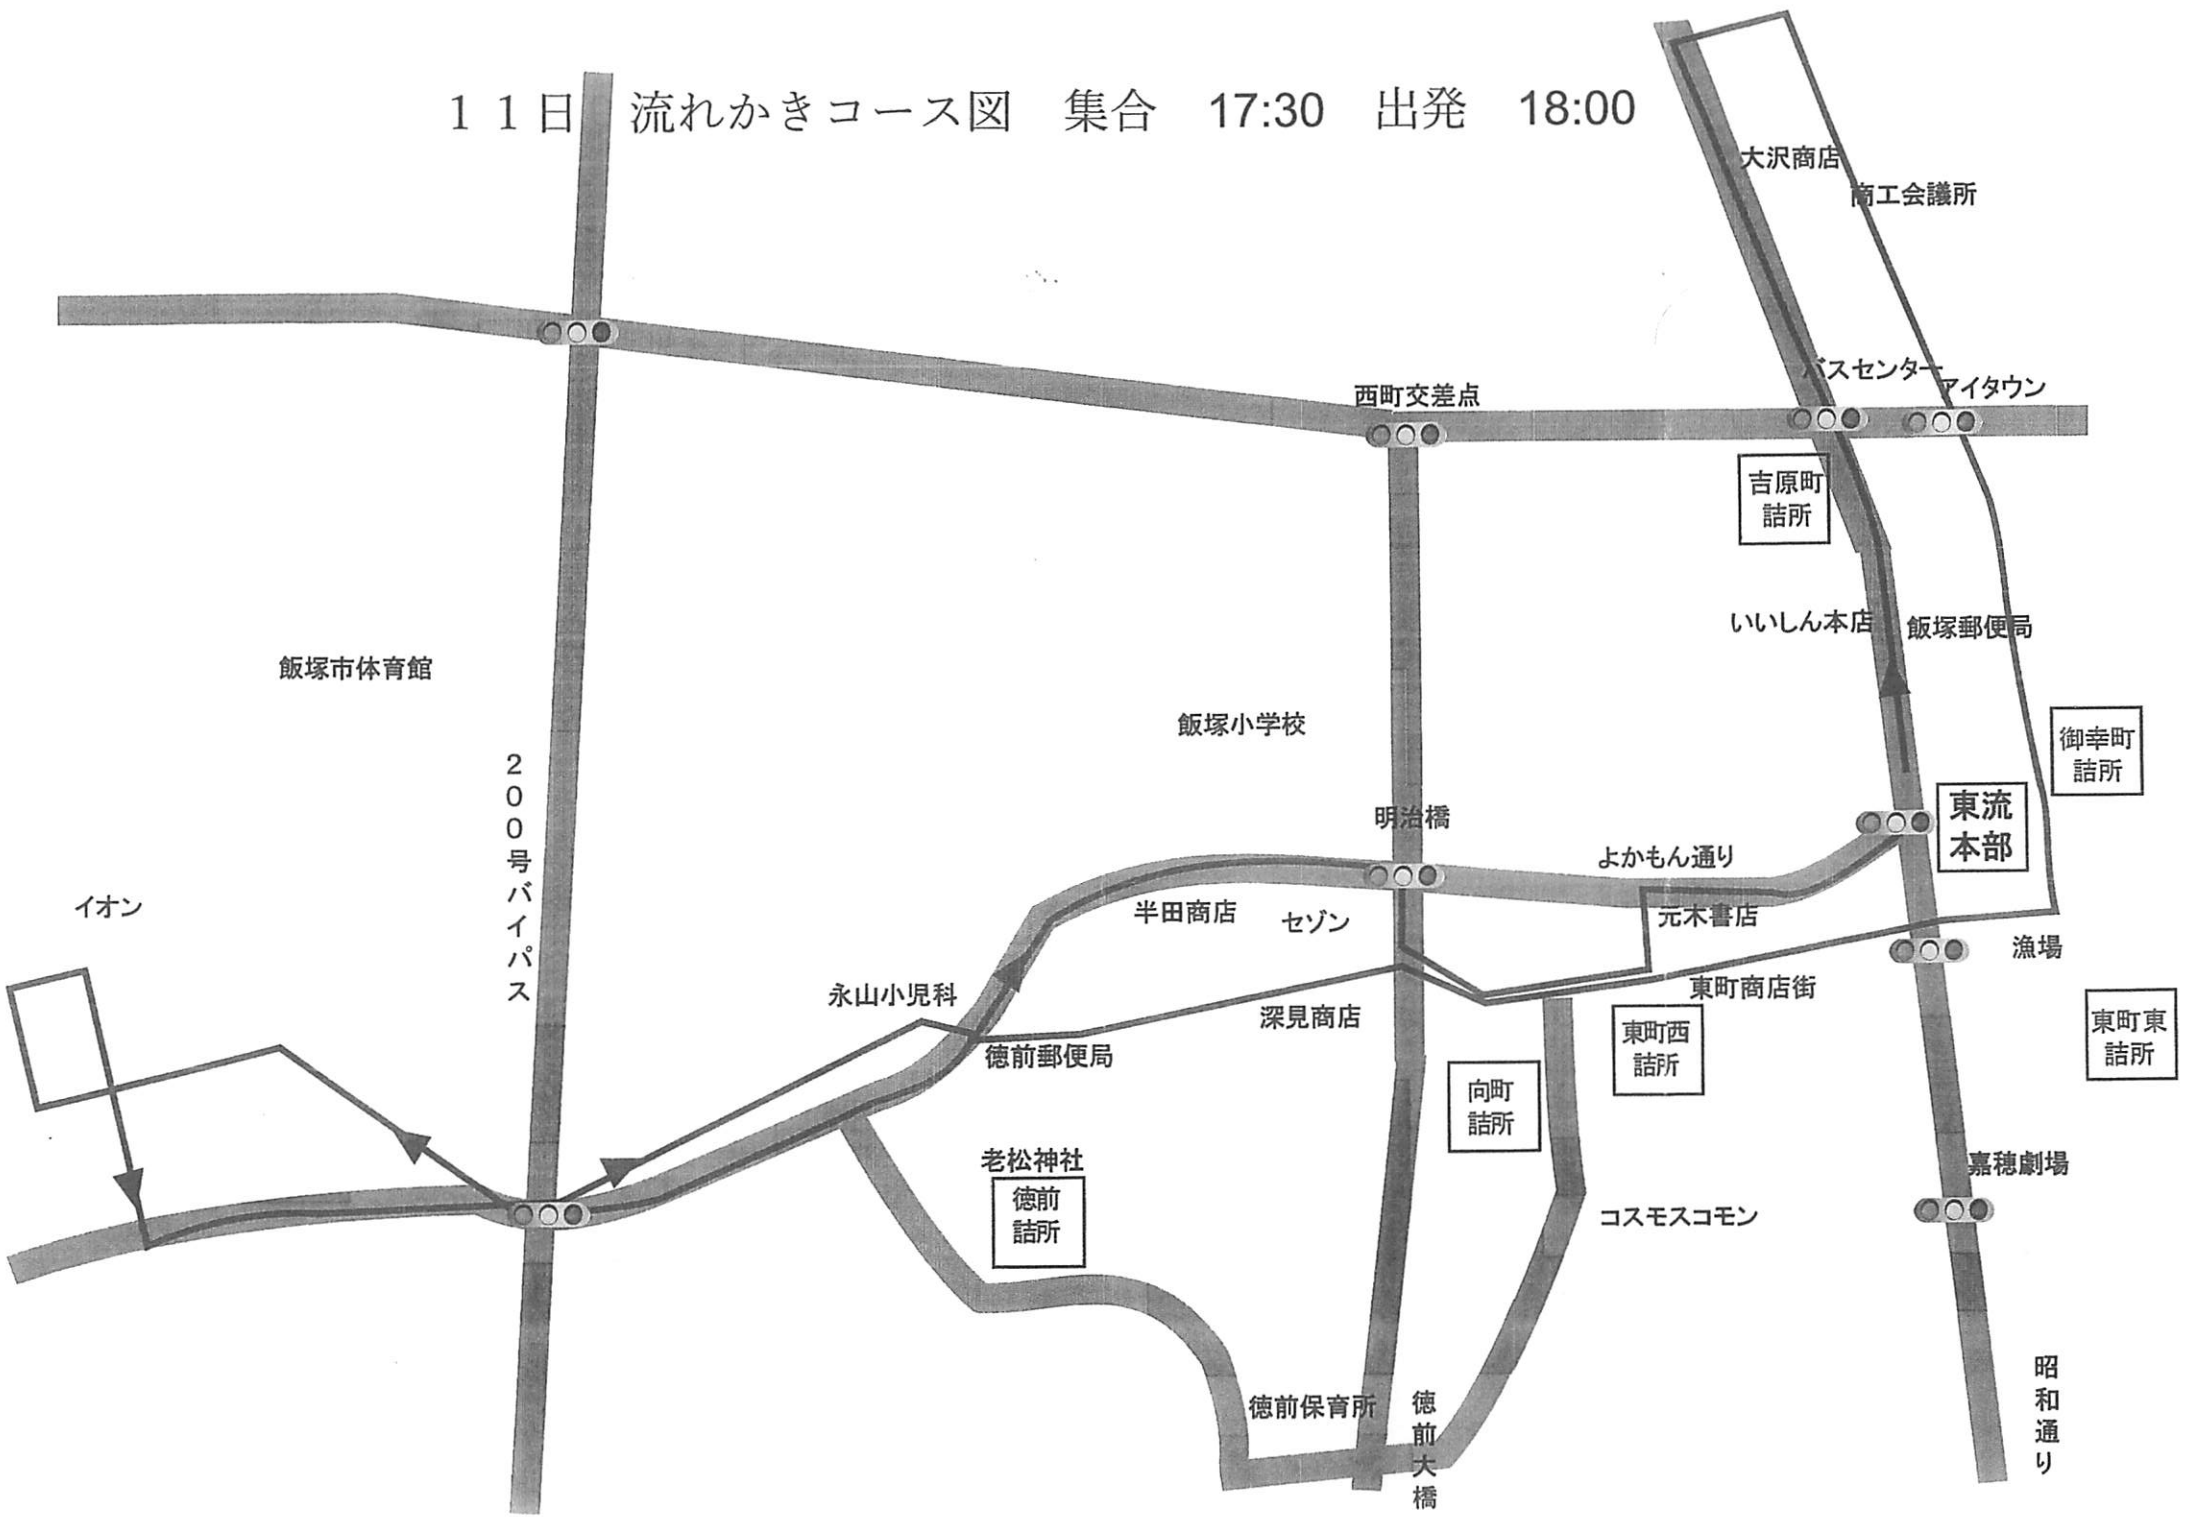 １１日 流れかきコース図 集合 17:30 出発 18:00
大沢商店
商工会議所
バスセンター
アイタウン
西町交差点
吉原町
詰所
いいしん本店
飯塚郵便局
飯塚市体育館
飯塚小学校
御幸町
詰所
２００号バイパス
東流
本部
明治橋
よかもん通り
イオン
半田商店
セゾン
元木書店
漁場
永山小児科
深見商店
東町商店街
徳前郵便局
東町西
詰所
東町東
詰所
向町
詰所
老松神社
徳前
詰所
嘉穂劇場
コスモスコモン
徳前保育所
徳前大橋
昭和通り